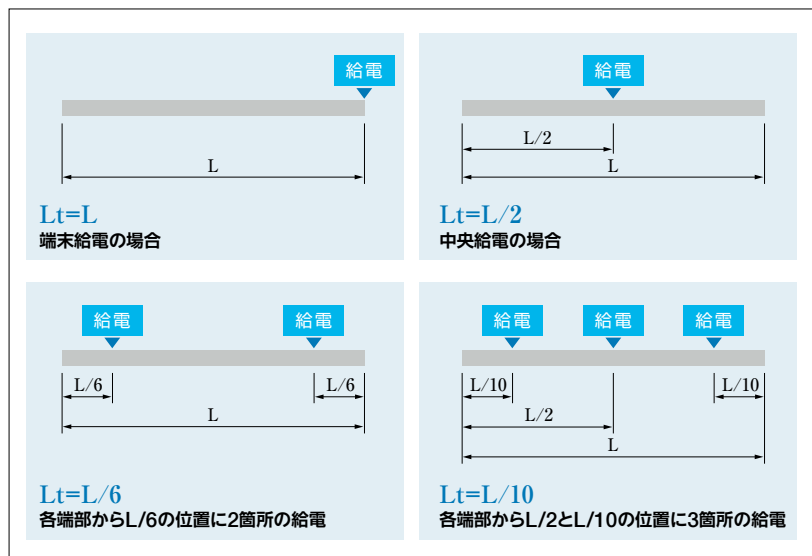 給電
L
Lt=L
端末給電の場合
給電
L/2
L
Lt=L/2
中央給電の場合
給電 給電
L/6 L/6
L
Lt=L/6
各端部からL/6の位置に2箇所の給電
給電 給電 給電
L/10 L/10
L/2
L
Lt=L/10
各端部からL/2とL/10の位置に3箇所の給電